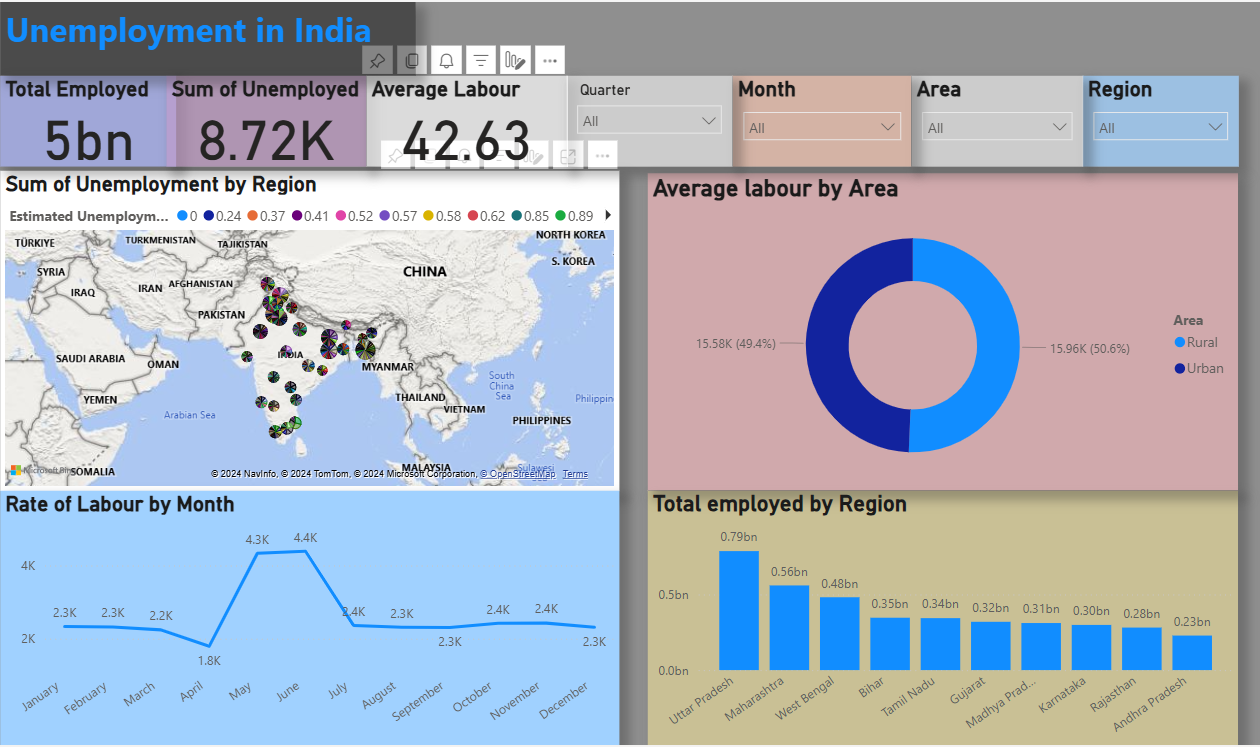 Unemployment in India
Total Employed
5bn
Sum of Unemployed
8.72K
Average Labour
42.63
Quarter
All
Month
All
Area
All
Region
All
Sum of Unemployment by Region
Estimated Unemploym... 0 0.24 0.37 0.41 0.52 0.57 0.58 0.62 0.85 0.89
TÜRKIYE
TURKMENISTAN
TAJIKISTAN
NORTH KOREA
S. KOREA
SYRIA
IRAQ
IRAN
AFGHANISTAN
CHINA
PAKISTAN
SAUDI ARABIA
OMAN
INDIA
MYANMAR
YEMEN
Arabian Sea
THAILAND
VIETNAM
South
China
Sea
Philippin
PHILIPPINES
SOMALIA
MALAYSIA
Sulawesi
Microsoft Bin
© 2024 NavInfo, © 2024 TomTom, © 2024 Microsoft Corporation, © OpenStreetMap Terms
Average labour by Area
15.58K (49.4%)
15.96K (50.6%)
Area
Rural
Urban
Rate of Labour by Month
4K
2K
2.3K
2.3K
2.2K
1.8K
4.3K
4.4K
2.4K
2.3K
2.3K
2.4K
2.4K
2.3K
January
February
March
April
May
June
July
August
September
October
November
December
Total employed by Region
0.5bn
0.0bn
0.79bn
0.56bn
0.48bn
0.35bn
0.34bn
0.32bn
0.31bn
0.30bn
0.28bn
0.23bn
Uttar Pradesh
Maharashtra
West Bengal
Bihar
Tamil Nadu
Gujarat
Madhya Prad...
Karnataka
Rajasthan
Andhra Pradesh